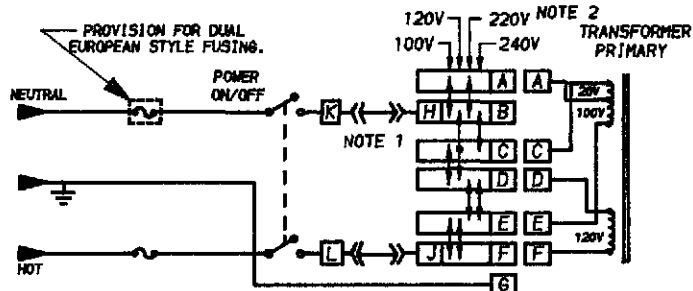 120V 220V NOTE 2
100V 240V
TRANSFORMER
PRIMARY
PROVISION FOR DUAL
EUROPEAN STYLE FUSING.
POWER
ON/OFF
NEUTRAL
A A
20V
K H B
100V
NOTE 1
C C
D D
E E
120V
HOT
L J F F
G